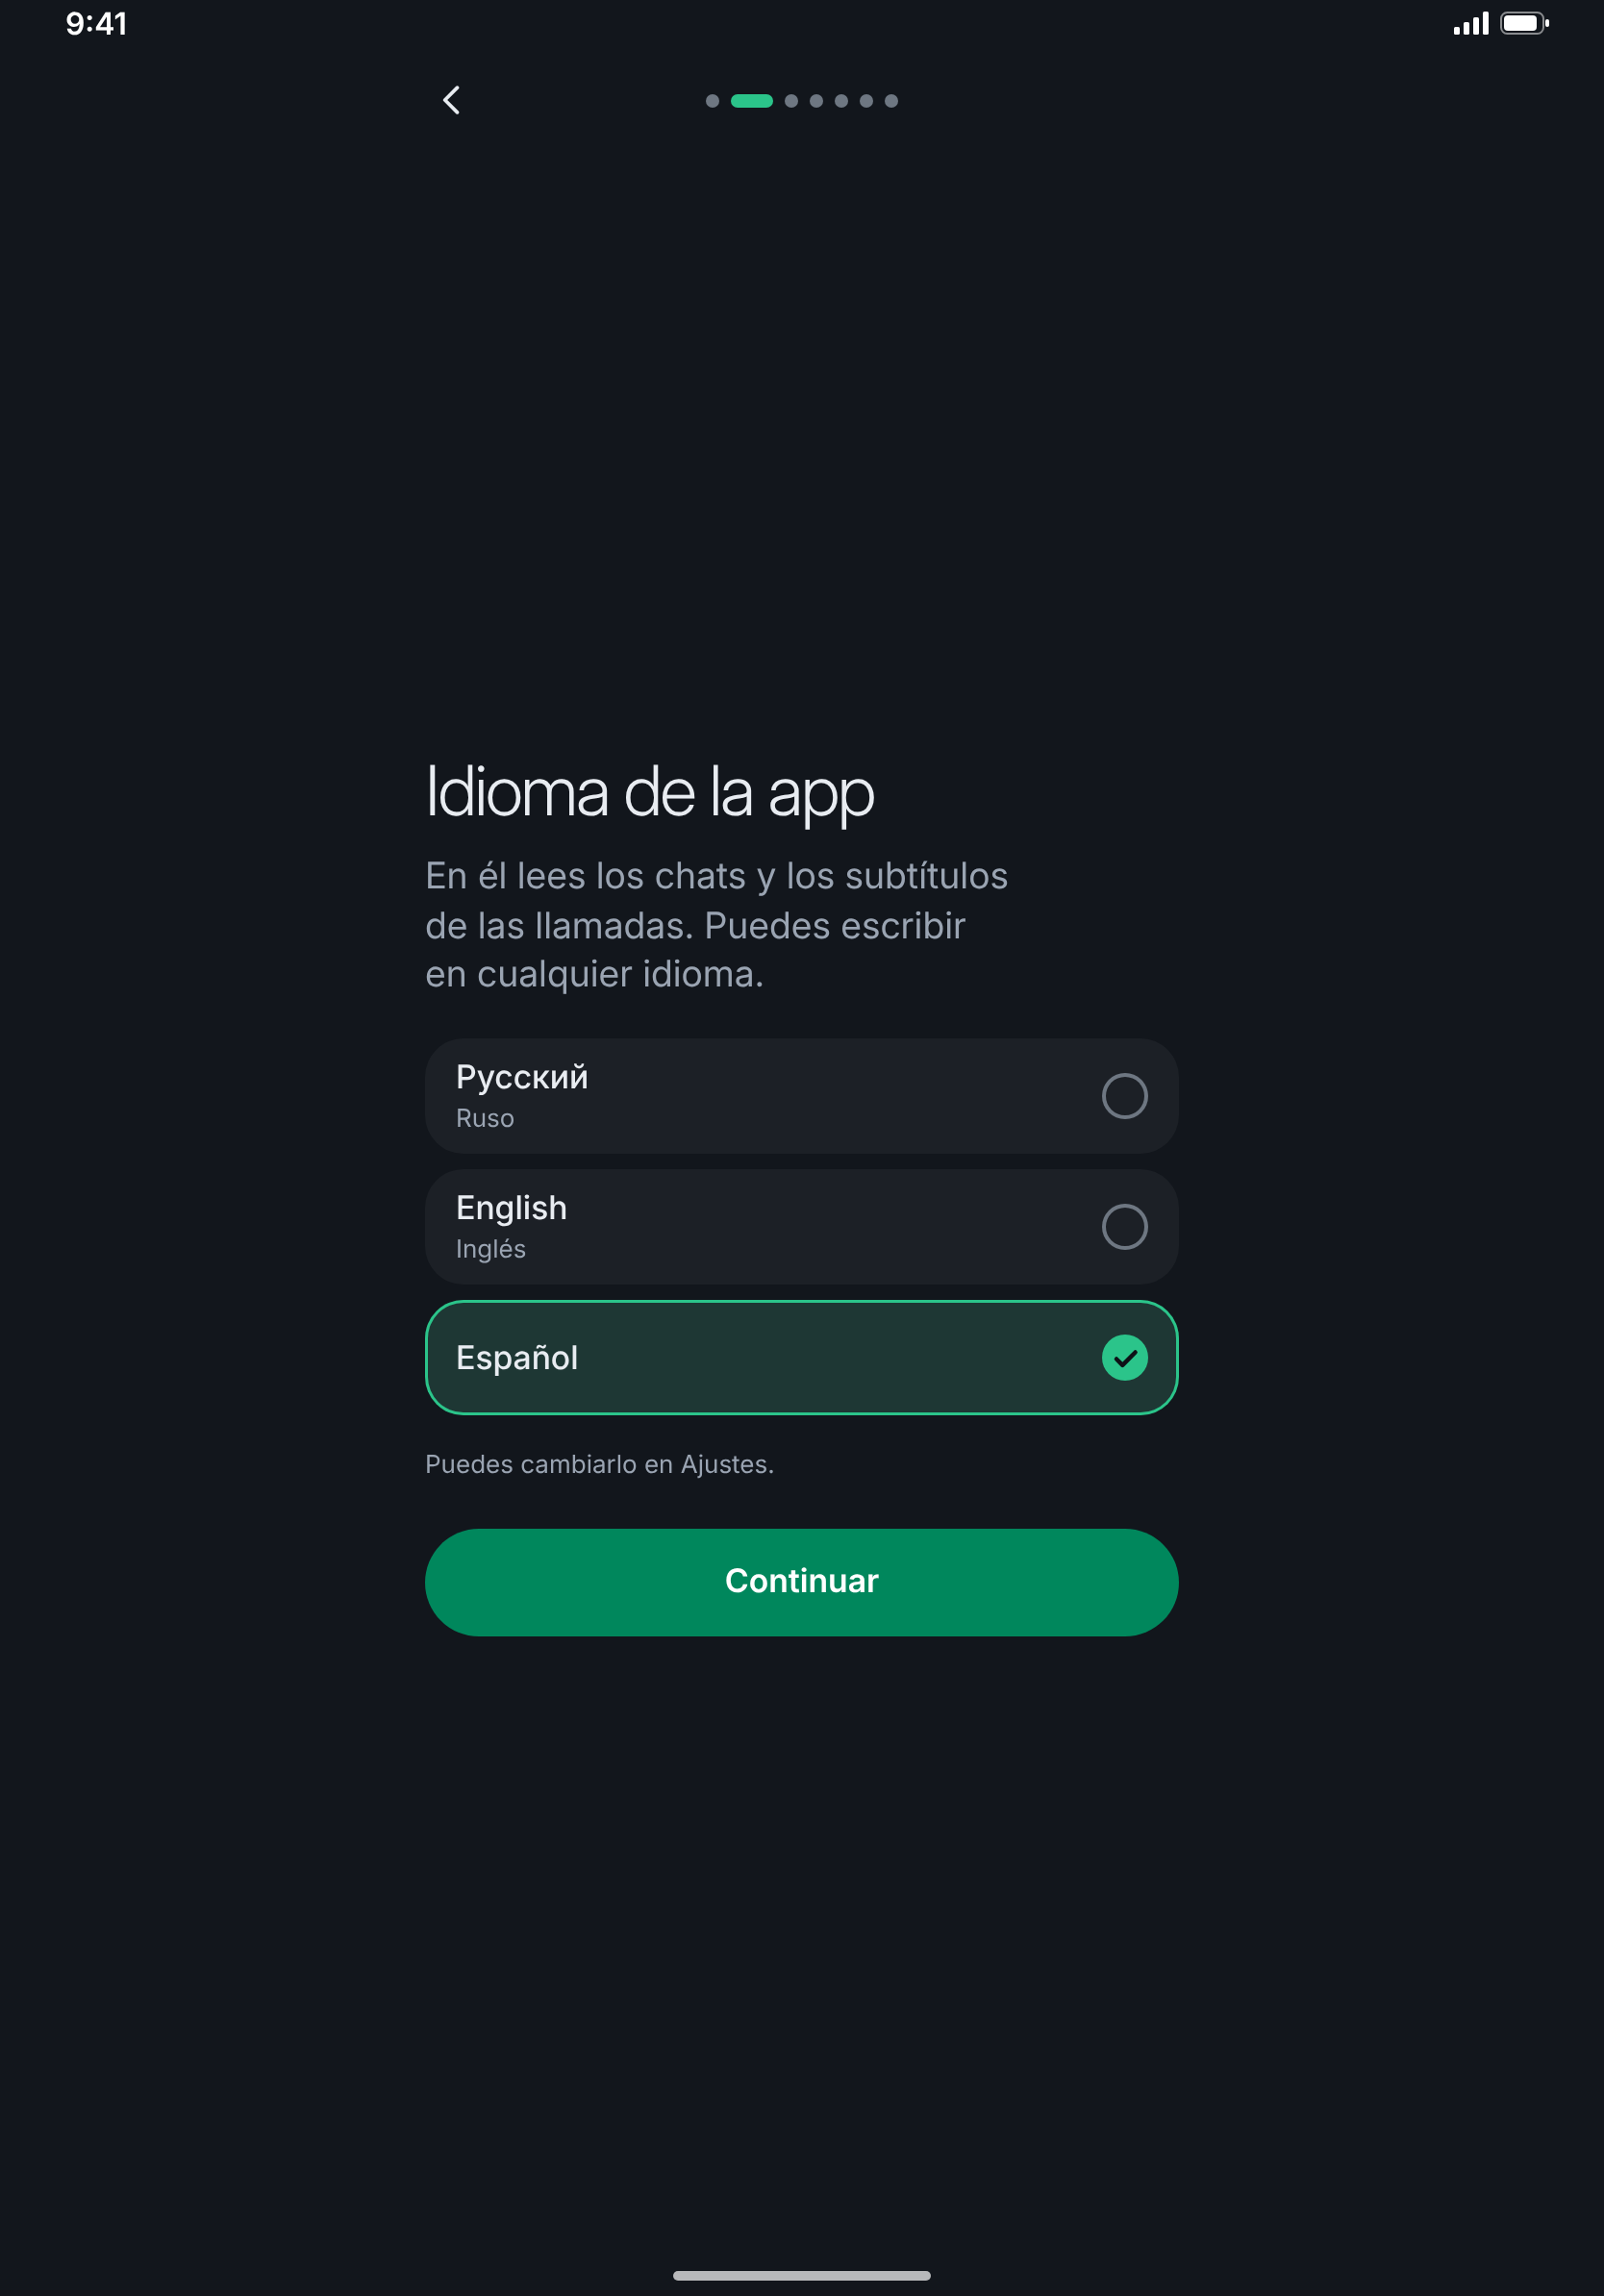 9:41
Idioma de la app
En él lees los chats y los subtítulos
de las llamadas. Puedes escribir
en cualquier idioma.
Русский
Ruso
English
Inglés
Español
Puedes cambiarlo en Ajustes.
Continuar